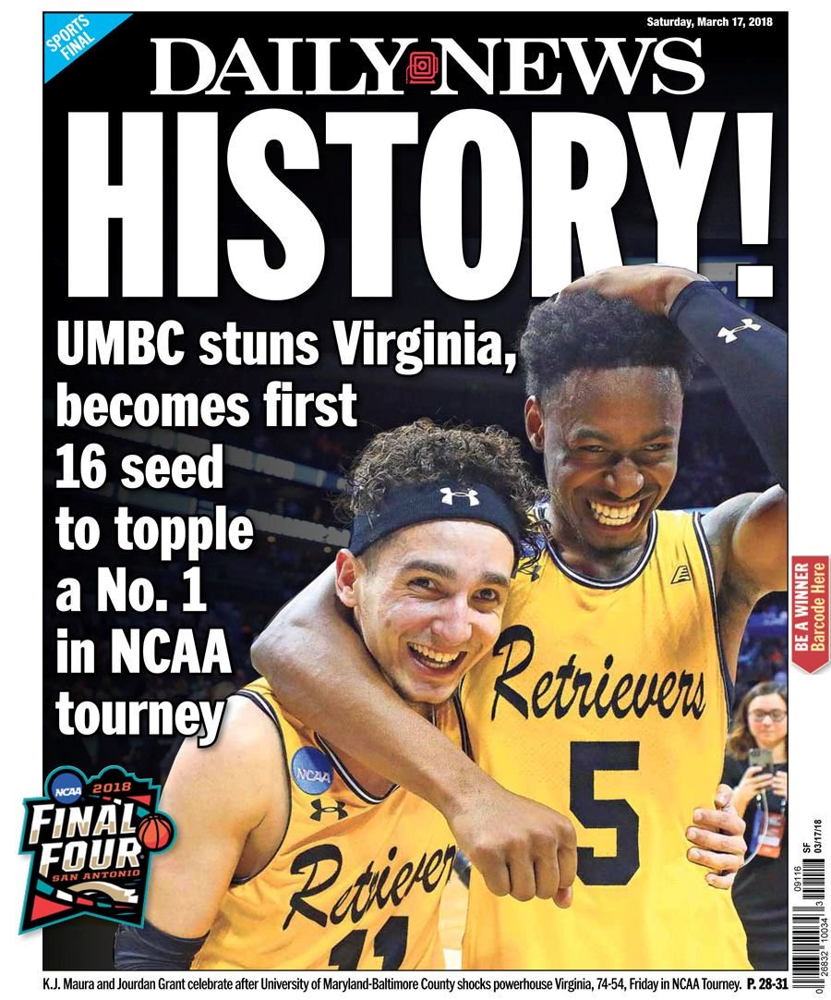 SPORTS
FINAL
Saturday, March 17, 2018
DAILY NEWS
HISTORY!
UMBC stuns Virginia,
becomes first
16 seed
to topple
a No. 1
in NCAA
tourney
Retrievers
5
NCAA
Retriever
11
NCAA 2018
FINAL
FOUR
SAN ANTONIO
BE A WINNER
Barcode Here
SF
03/17/18
09116
0 26832 10034 3
K.J. Maura and Jourdan Grant celebrate after University of Maryland-Baltimore County shocks powerhouse Virginia, 74-54, Friday in NCAA Tourney. P. 28-31